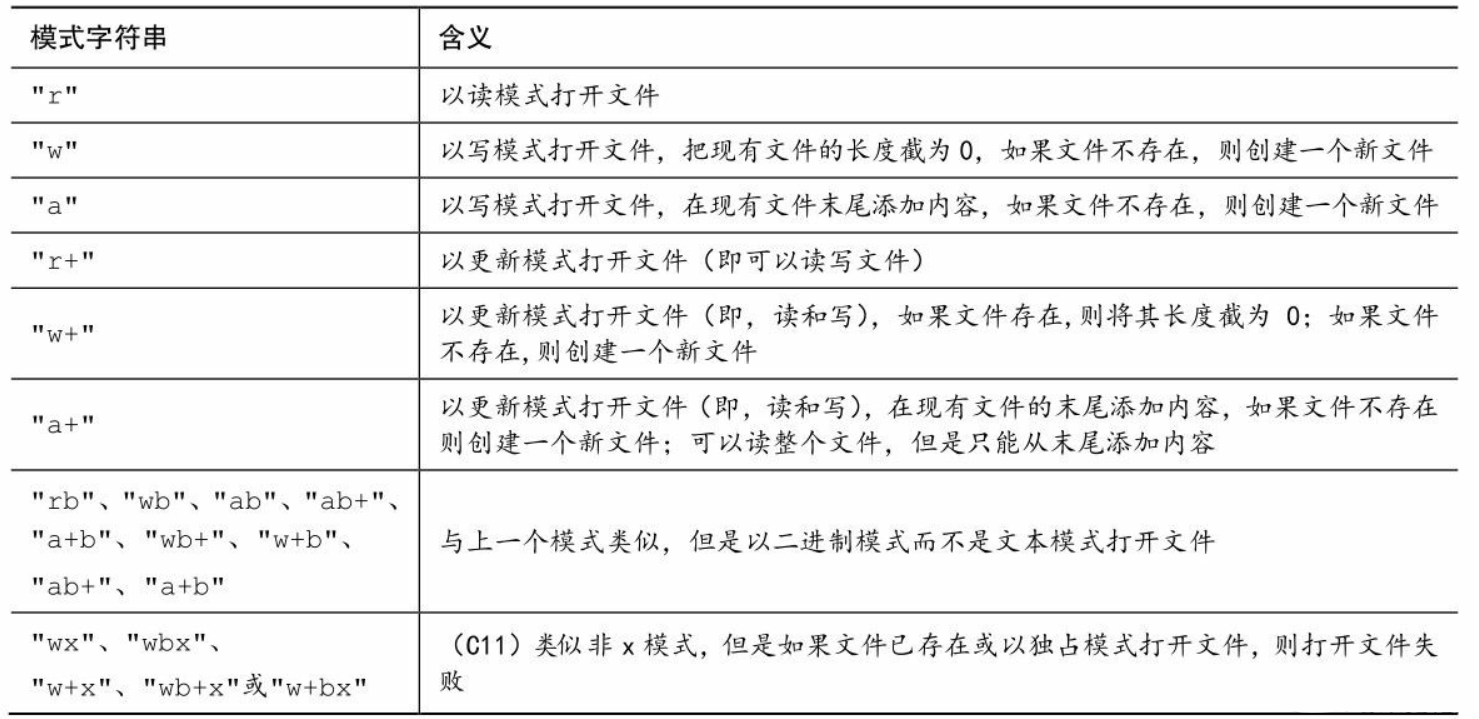 模式字符串 含义
"r" 以读模式打开文件
"w" 以写模式打开文件，把现有文件的长度截为 0，如果文件不存在，则创建一个新文件
"a" 以写模式打开文件，在现有文件末尾添加内容，如果文件不存在，则创建一个新文件
"r+" 以更新模式打开文件（即可以读写文件）
"w+" 以更新模式打开文件（即，读和写），如果文件存在,则将其长度截为 0；如果文件
不存在,则创建一个新文件
"a+" 以更新模式打开文件（即，读和写），在现有文件的末尾添加内容，如果文件不存在
则创建一个新文件；可以读整个文件，但是只能从末尾添加内容
"rb"、"wb"、"ab"、"ab+"、
"a+b"、"wb+"、"w+b"、
"ab+"、"a+b"
与上一个模式类似，但是以二进制模式而不是文本模式打开文件
"wx"、"wbx"、
"w+x"、"wb+x"或"w+bx"
（C11）类似非 x 模式，但是如果文件已存在或以独占模式打开文件，则打开文件失
败